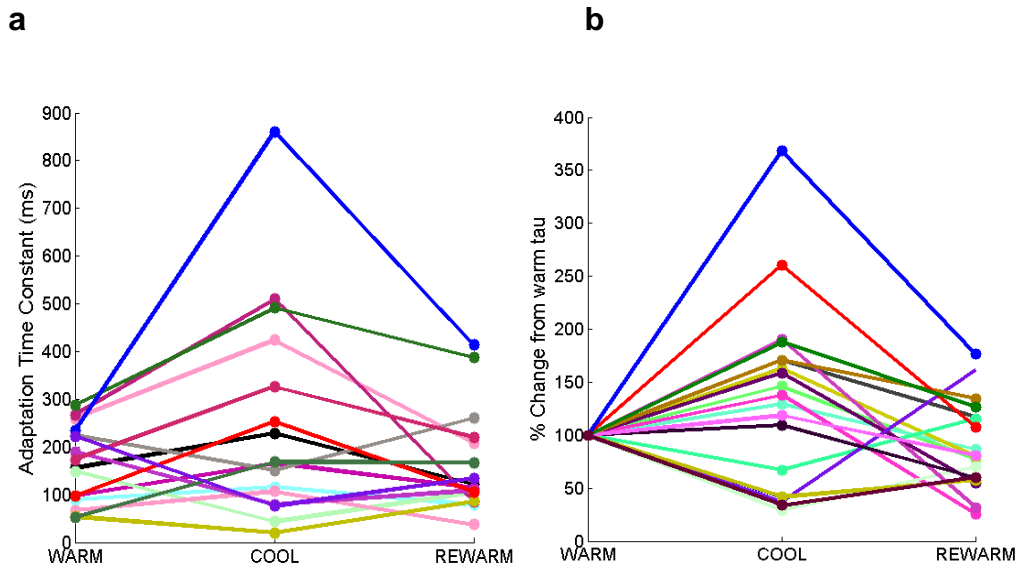 a
b
Adaptation Time Constant (ms)
900
800
700
600
500
400
300
200
100
0
WARM
COOL
REWARM
% Change from warm tau
400
350
300
250
200
150
100
50
0
WARM
COOL
REWARM